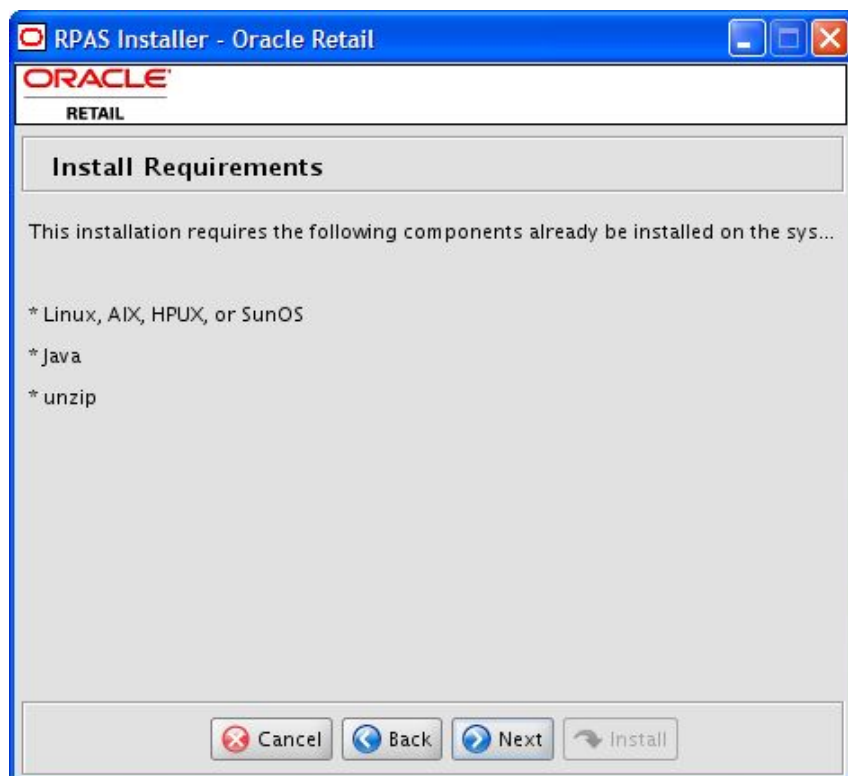 RPAS Installer - Oracle Retail
ORACLE
RETAIL
Install Requirements
This installation requires the following components already be installed on the sys...
* Linux, AIX, HPUX, or SunOS
* Java
* unzip
Cancel Back Next Install